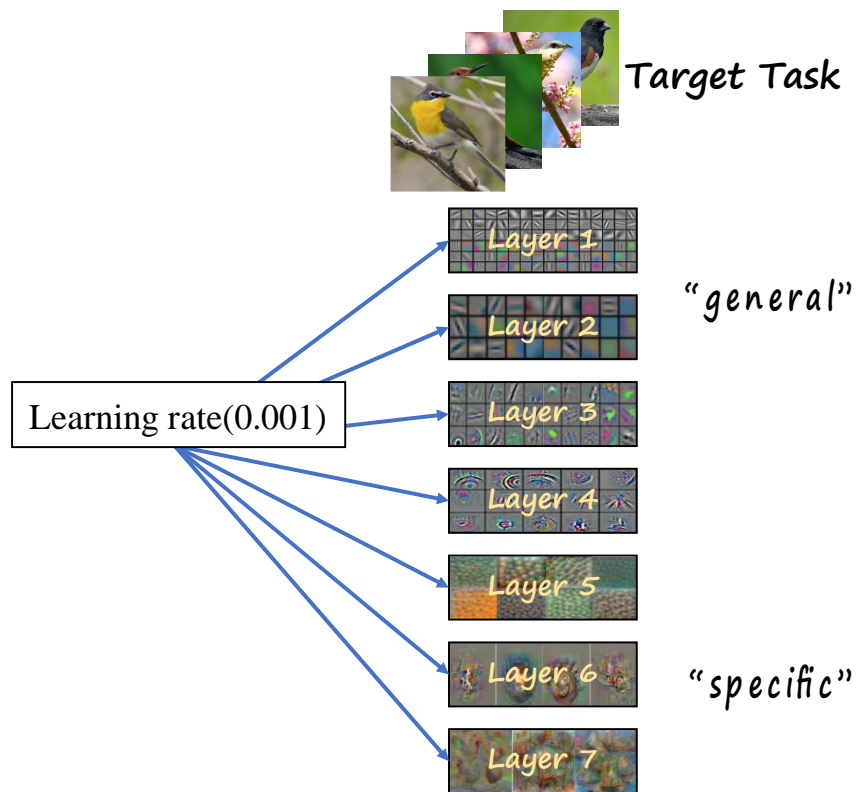 Target Task
Layer 1
“general”
Layer 2
Learning rate(0.001)
Layer 3
Layer 4
Layer 5
Layer 6
“specific”
Layer 7